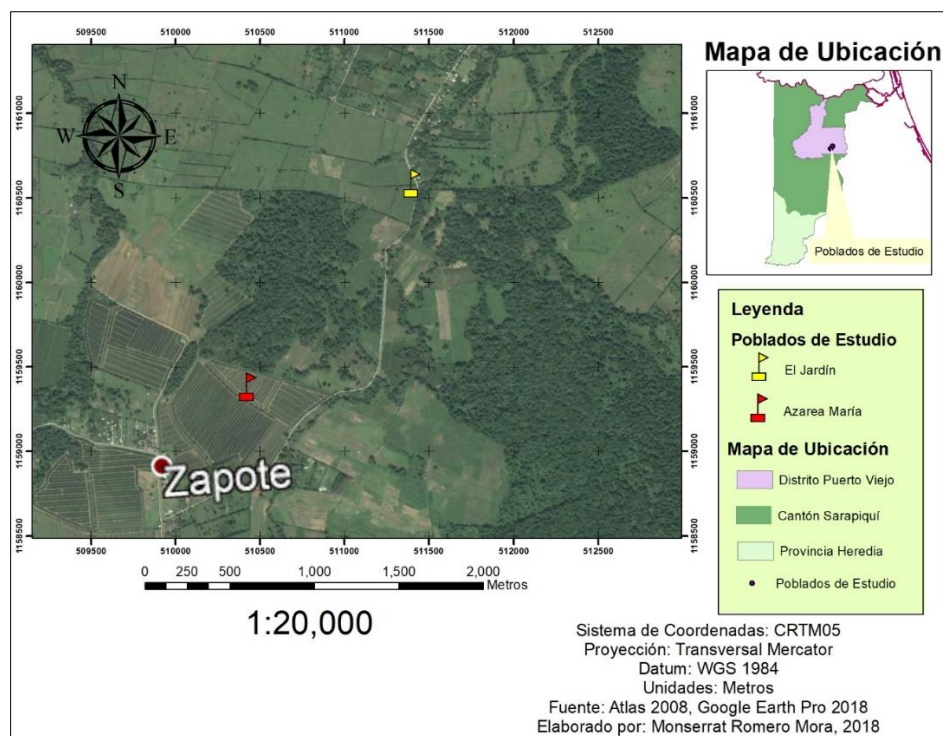 509500 510000 510500 511000 511500 512000 512500
Mapa de Ubicación
N
W E
S
1161000 1161000
1160500 1160500
1160000 1160000
1159500 1159500
1159000 1159000
1158500 1158500
Zapote
509500 510000 510500 511000 511500 512000 512500
0 250 500 1,000 1,500 2,000
Metros
1:20,000
Poblados de Estudio
Leyenda
Poblados de Estudio
El Jardín
Azarea María
Mapa de Ubicación
Distrito Puerto Viejo
Cantón Sarapiquí
Provincia Heredia
Poblados de Estudio
Sistema de Coordenadas: CRTM05
Proyección: Transversal Mercator
Datum: WGS 1984
Unidades: Metros
Fuente: Atlas 2008, Google Earth Pro 2018
Elaborado por: Monserrat Romero Mora, 2018